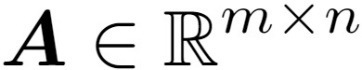 A ∈ ℝ^{m×n}